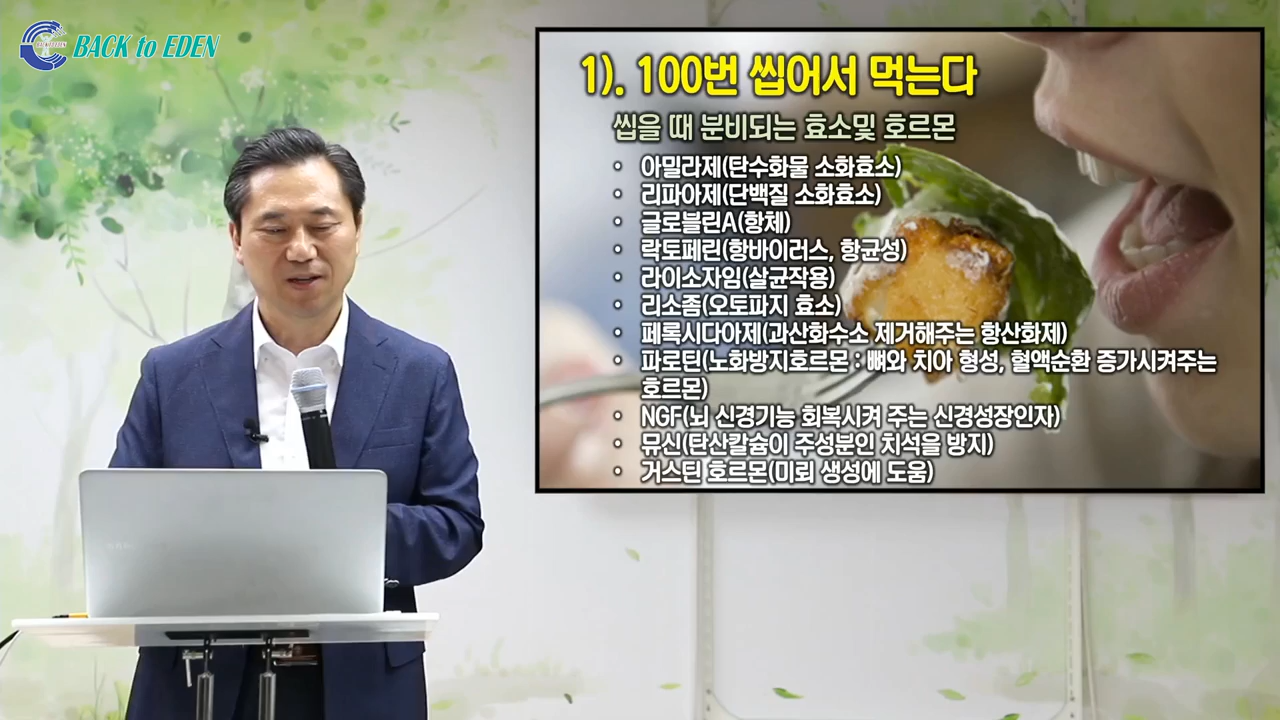 BACK to EDEN
1). 100번 씹어서 먹는다
씹을 때 분비되는 효소및 호르몬
• 아밀라제(탄수화물 소화효소)
• 리파아제(단백질 소화효소)
• 글로블린A(항체)
• 락토페린(항바이러스, 항균성)
• 라이소자임(살균작용)
• 리소좀(오토파지 효소)
• 페록시다아제(과산화수소 제거해주는 항산화제)
• 파로틴(노화방지호르몬 : 뼈와 치아 형성, 혈액순환 증가시켜주는
호르몬)
• NGF(뇌 신경기능 회복시켜 주는 신경성장인자)
• 뮤신(탄산칼슘이 주성분인 치석을 방지)
• 거스틴 호르몬(미뢰 생성에 도움)